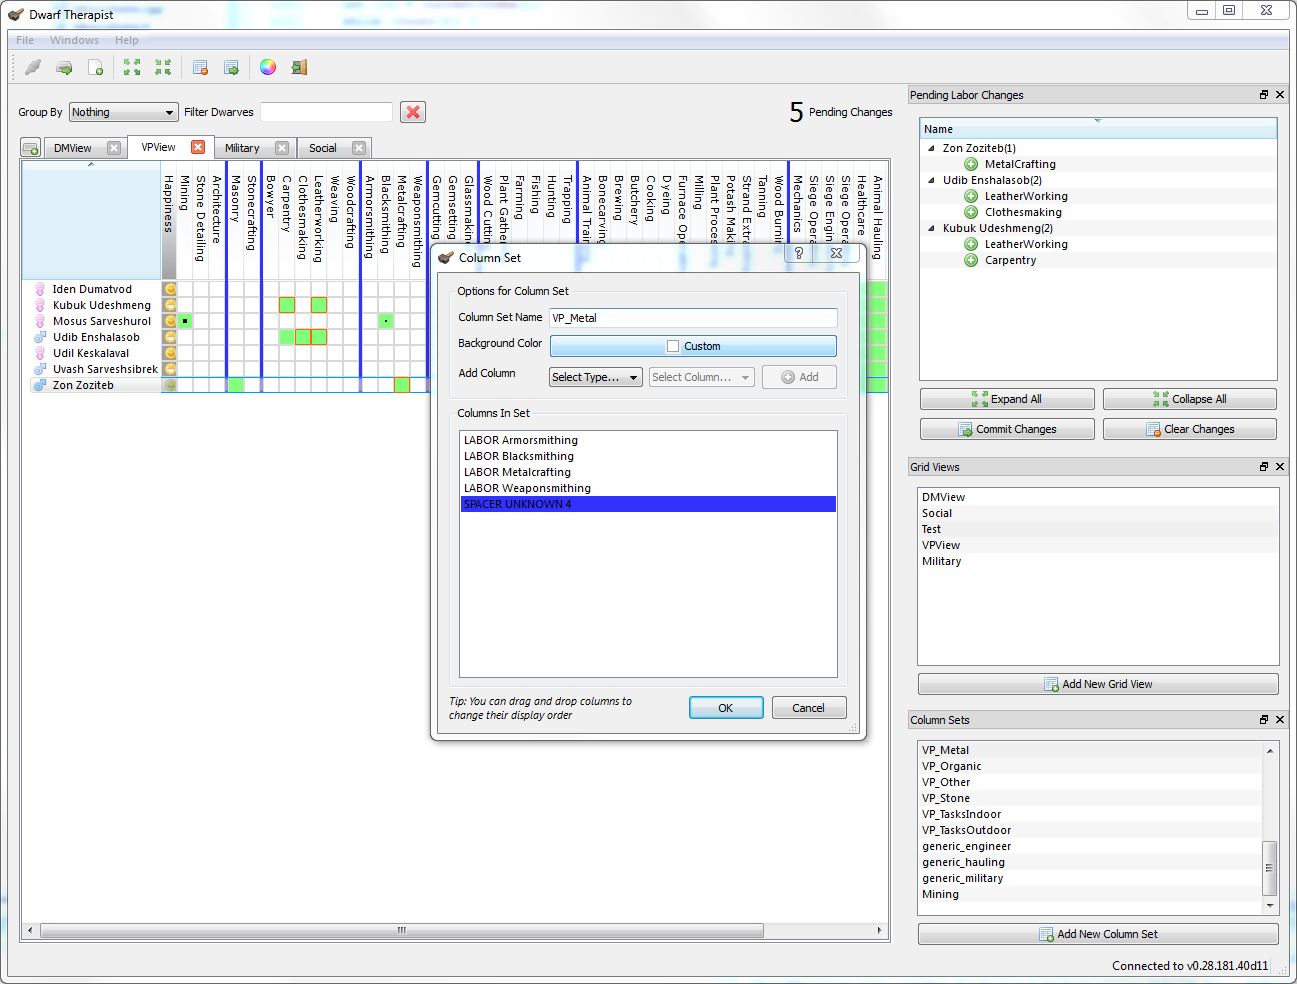 Dwarf Therapist
File Windows Help
Group By Nothing Filter Dwarves
5 Pending Changes
DMView VPView Military Social
Happiness
Mining
Stone Detailing
Architecture
Masonry
Stonecrafting
Bowyer
Carpentry
Clothesmaking
Leatherworking
Weaving
Woodcrafting
Armorsmithing
Blacksmithing
Metalcrafting
Weaponsmithing
Gemcutting
Gemsetting
Glassmaking
Wood Cutting
Plant Gather
Farming
Fishing
Hunting
Trapping
Animal Train
Bonecarving
Brewing
Butchery
Cooking
Dyeing
Furnace Oper
Milling
Plant Proces
Potash Makin
Strand Extra
Tanning
Wood Burnin
Mechanics
Siege Opera
Siege Engin
Siege Opera
Healthcare
Animal Hauling
Iden Dumatvod
Kubuk Udeshmeng
Mosus Sarveshurol
Udib Enshalasob
Udil Keskalaval
Uvash Sarveshsibrek
Zon Zoziteb
Column Set
Options for Column Set
Column Set Name VP_Metal
Background Color Custom
Add Column Select Type... Select Column... Add
Columns In Set
LABOR Armorsmithing
LABOR Blacksmithing
LABOR Metalcrafting
LABOR Weaponsmithing
SPACER UNKNOWN 4
Tip: You can drag and drop columns to
change their display order
OK Cancel
Pending Labor Changes
Name
Zon Zoziteb(1)
MetalCrafting
Udib Enshalasob(2)
LeatherWorking
Clothesmaking
Kubuk Udeshmeng(2)
LeatherWorking
Carpentry
Expand All Collapse All
Commit Changes Clear Changes
Grid Views
DMView
Social
Test
VPView
Military
Add New Grid View
Column Sets
VP_Metal
VP_Organic
VP_Other
VP_Stone
VP_TasksIndoor
VP_TasksOutdoor
generic_engineer
generic_hauling
generic_military
Mining
Add New Column Set
Connected to v0.28.181.40d11